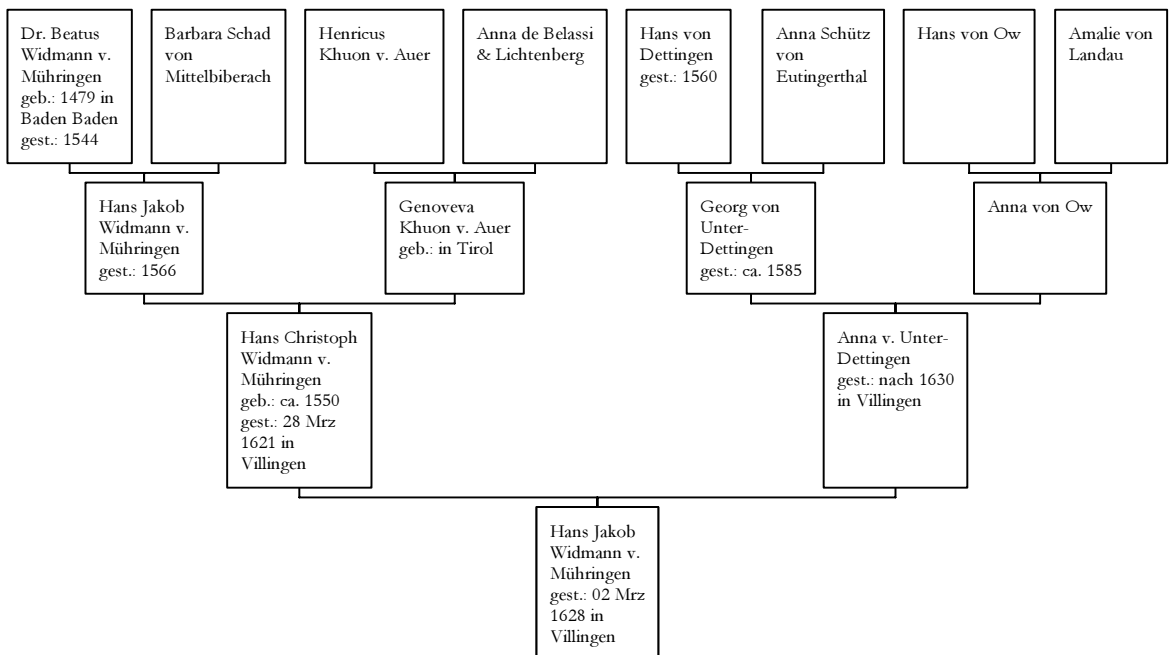 Dr. Beatus
Widmann v.
Mühringen
geb.: 1479 in
Baden Baden
gest.: 1544
Barbara Schad
von
Mittelbiberach
Henricus
Khuon v. Auer
Anna de Belassi
& Lichtenberg
Hans von
Dettingen
gest.: 1560
Anna Schütz
von
Eutingerthal
Hans von Ow
Amalie von
Landau
Hans Jakob
Widmann v.
Mühringen
gest.: 1566
Genoveva
Khuon v. Auer
geb.: in Tirol
Georg von
Unter-
Dettingen
gest.: ca. 1585
Anna von Ow
Hans Christoph
Widmann v.
Mühringen
geb.: ca. 1550
gest.: 28 Mrz
1621 in
Villingen
Anna v. Unter-
Dettingen
gest.: nach 1630
in Villingen
Hans Jakob
Widmann v.
Mühringen
gest.: 02 Mrz
1628 in
Villingen